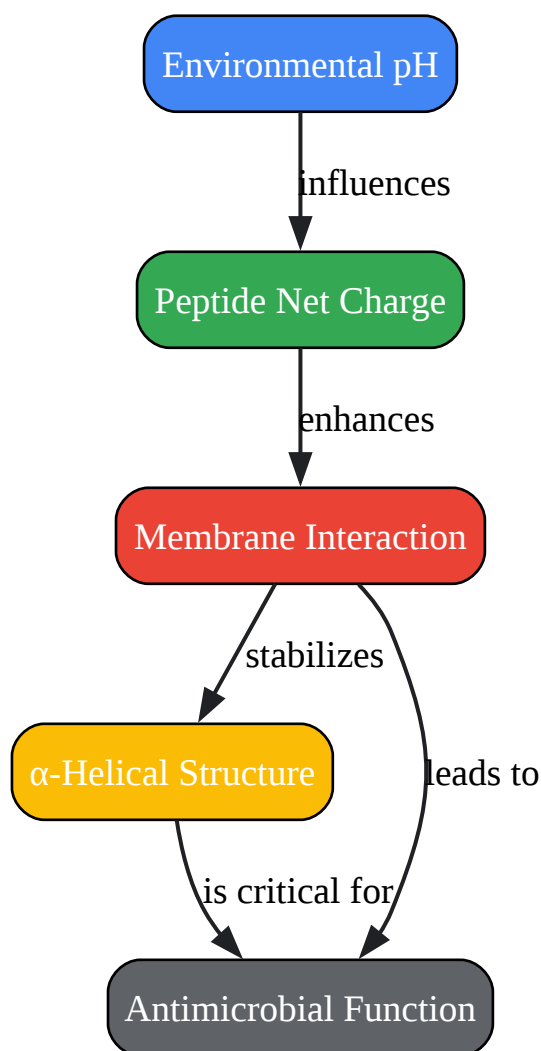 Environmental pH
influences
Peptide Net Charge
enhances
Membrane Interaction
stabilizes
α-Helical Structure
leads to
is critical for
Antimicrobial Function